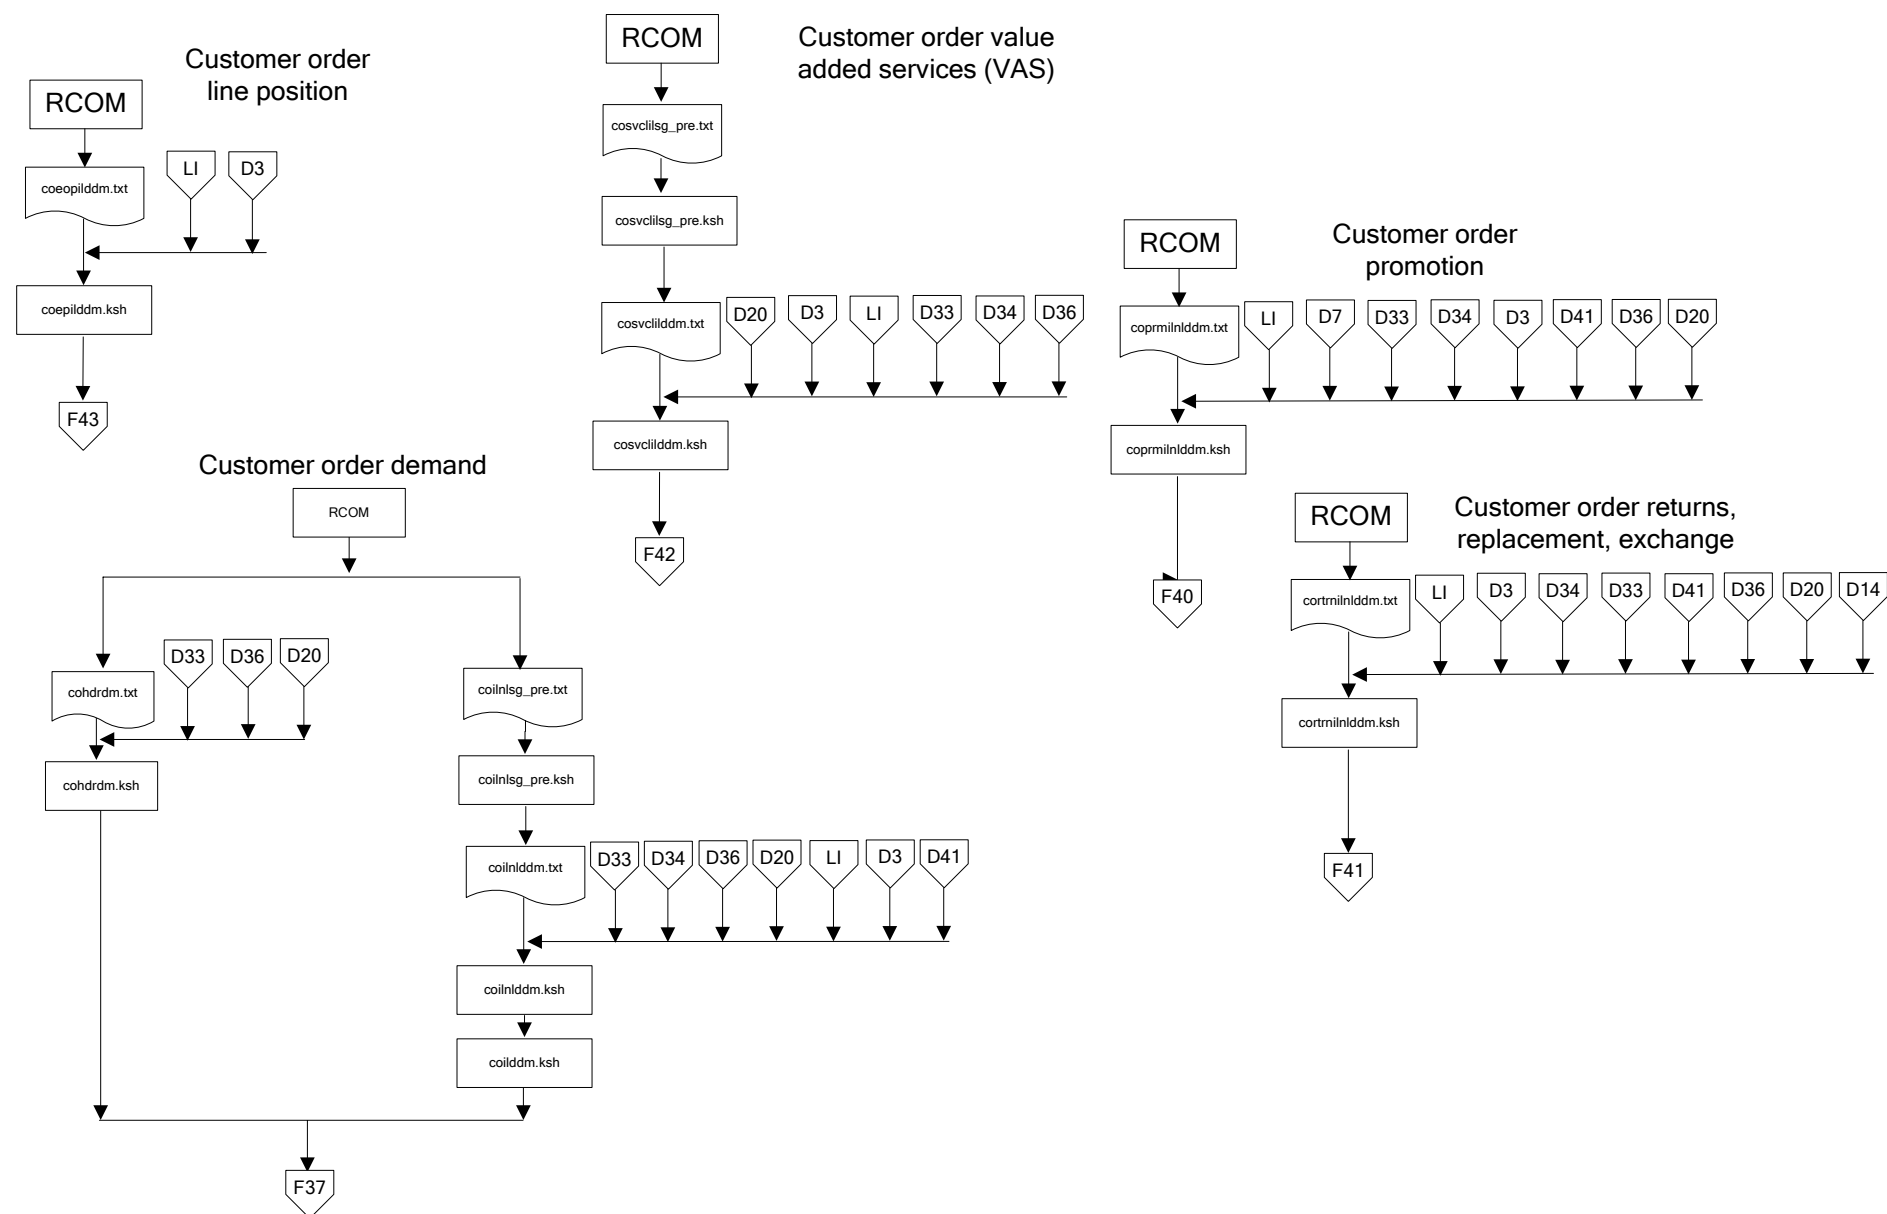 Customer order
line position
RCOM
coeopilddm.txt
LI
D3
coepilddm.ksh
F43
RCOM
Customer order value
added services (VAS)
cosvclilsg_pre.txt
cosvclilsg_pre.ksh
cosvclilddm.txt
D20
D3
LI
D33
D34
D36
cosvclilddm.ksh
F42
RCOM
Customer order
promotion
coprmilnlddm.txt
LI
D7
D33
D34
D3
D41
D36
D20
coprmilnlddm.ksh
F40
Customer order demand
RCOM
cohdrdm.txt
D33
D36
D20
cohdrdm.ksh
coilnlsg_pre.txt
coilnlsg_pre.ksh
coilnlddm.txt
D33
D34
D36
D20
LI
D3
D41
coilnlddm.ksh
coilddm.ksh
F37
RCOM
Customer order returns,
replacement, exchange
cortrnilnlddm.txt
LI
D3
D34
D33
D41
D36
D20
D14
cortrnilnlddm.ksh
F41